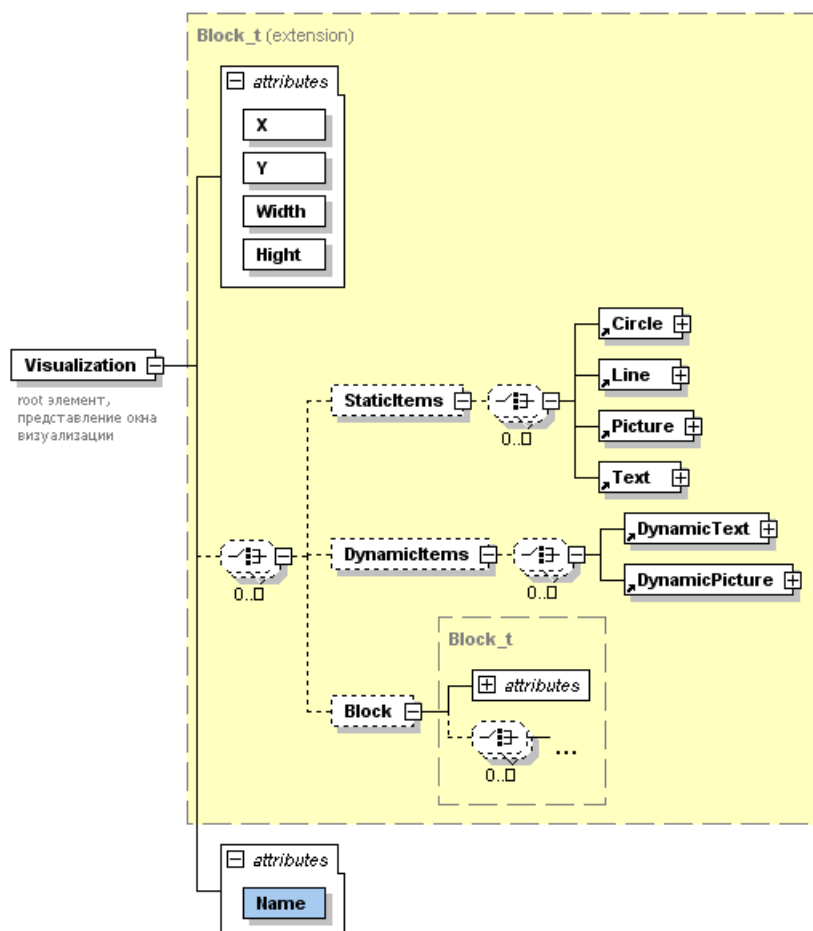 Block_t (extension)
attributes
X
Y
Width
Hight
Visualization
root элемент,
представление окна
визуализации
StaticItems
0..
Circle
Line
Picture
Text
0..
DynamicItems
0..
DynamicText
DynamicPicture
Block_t
Block
attributes
...
0..
attributes
Name